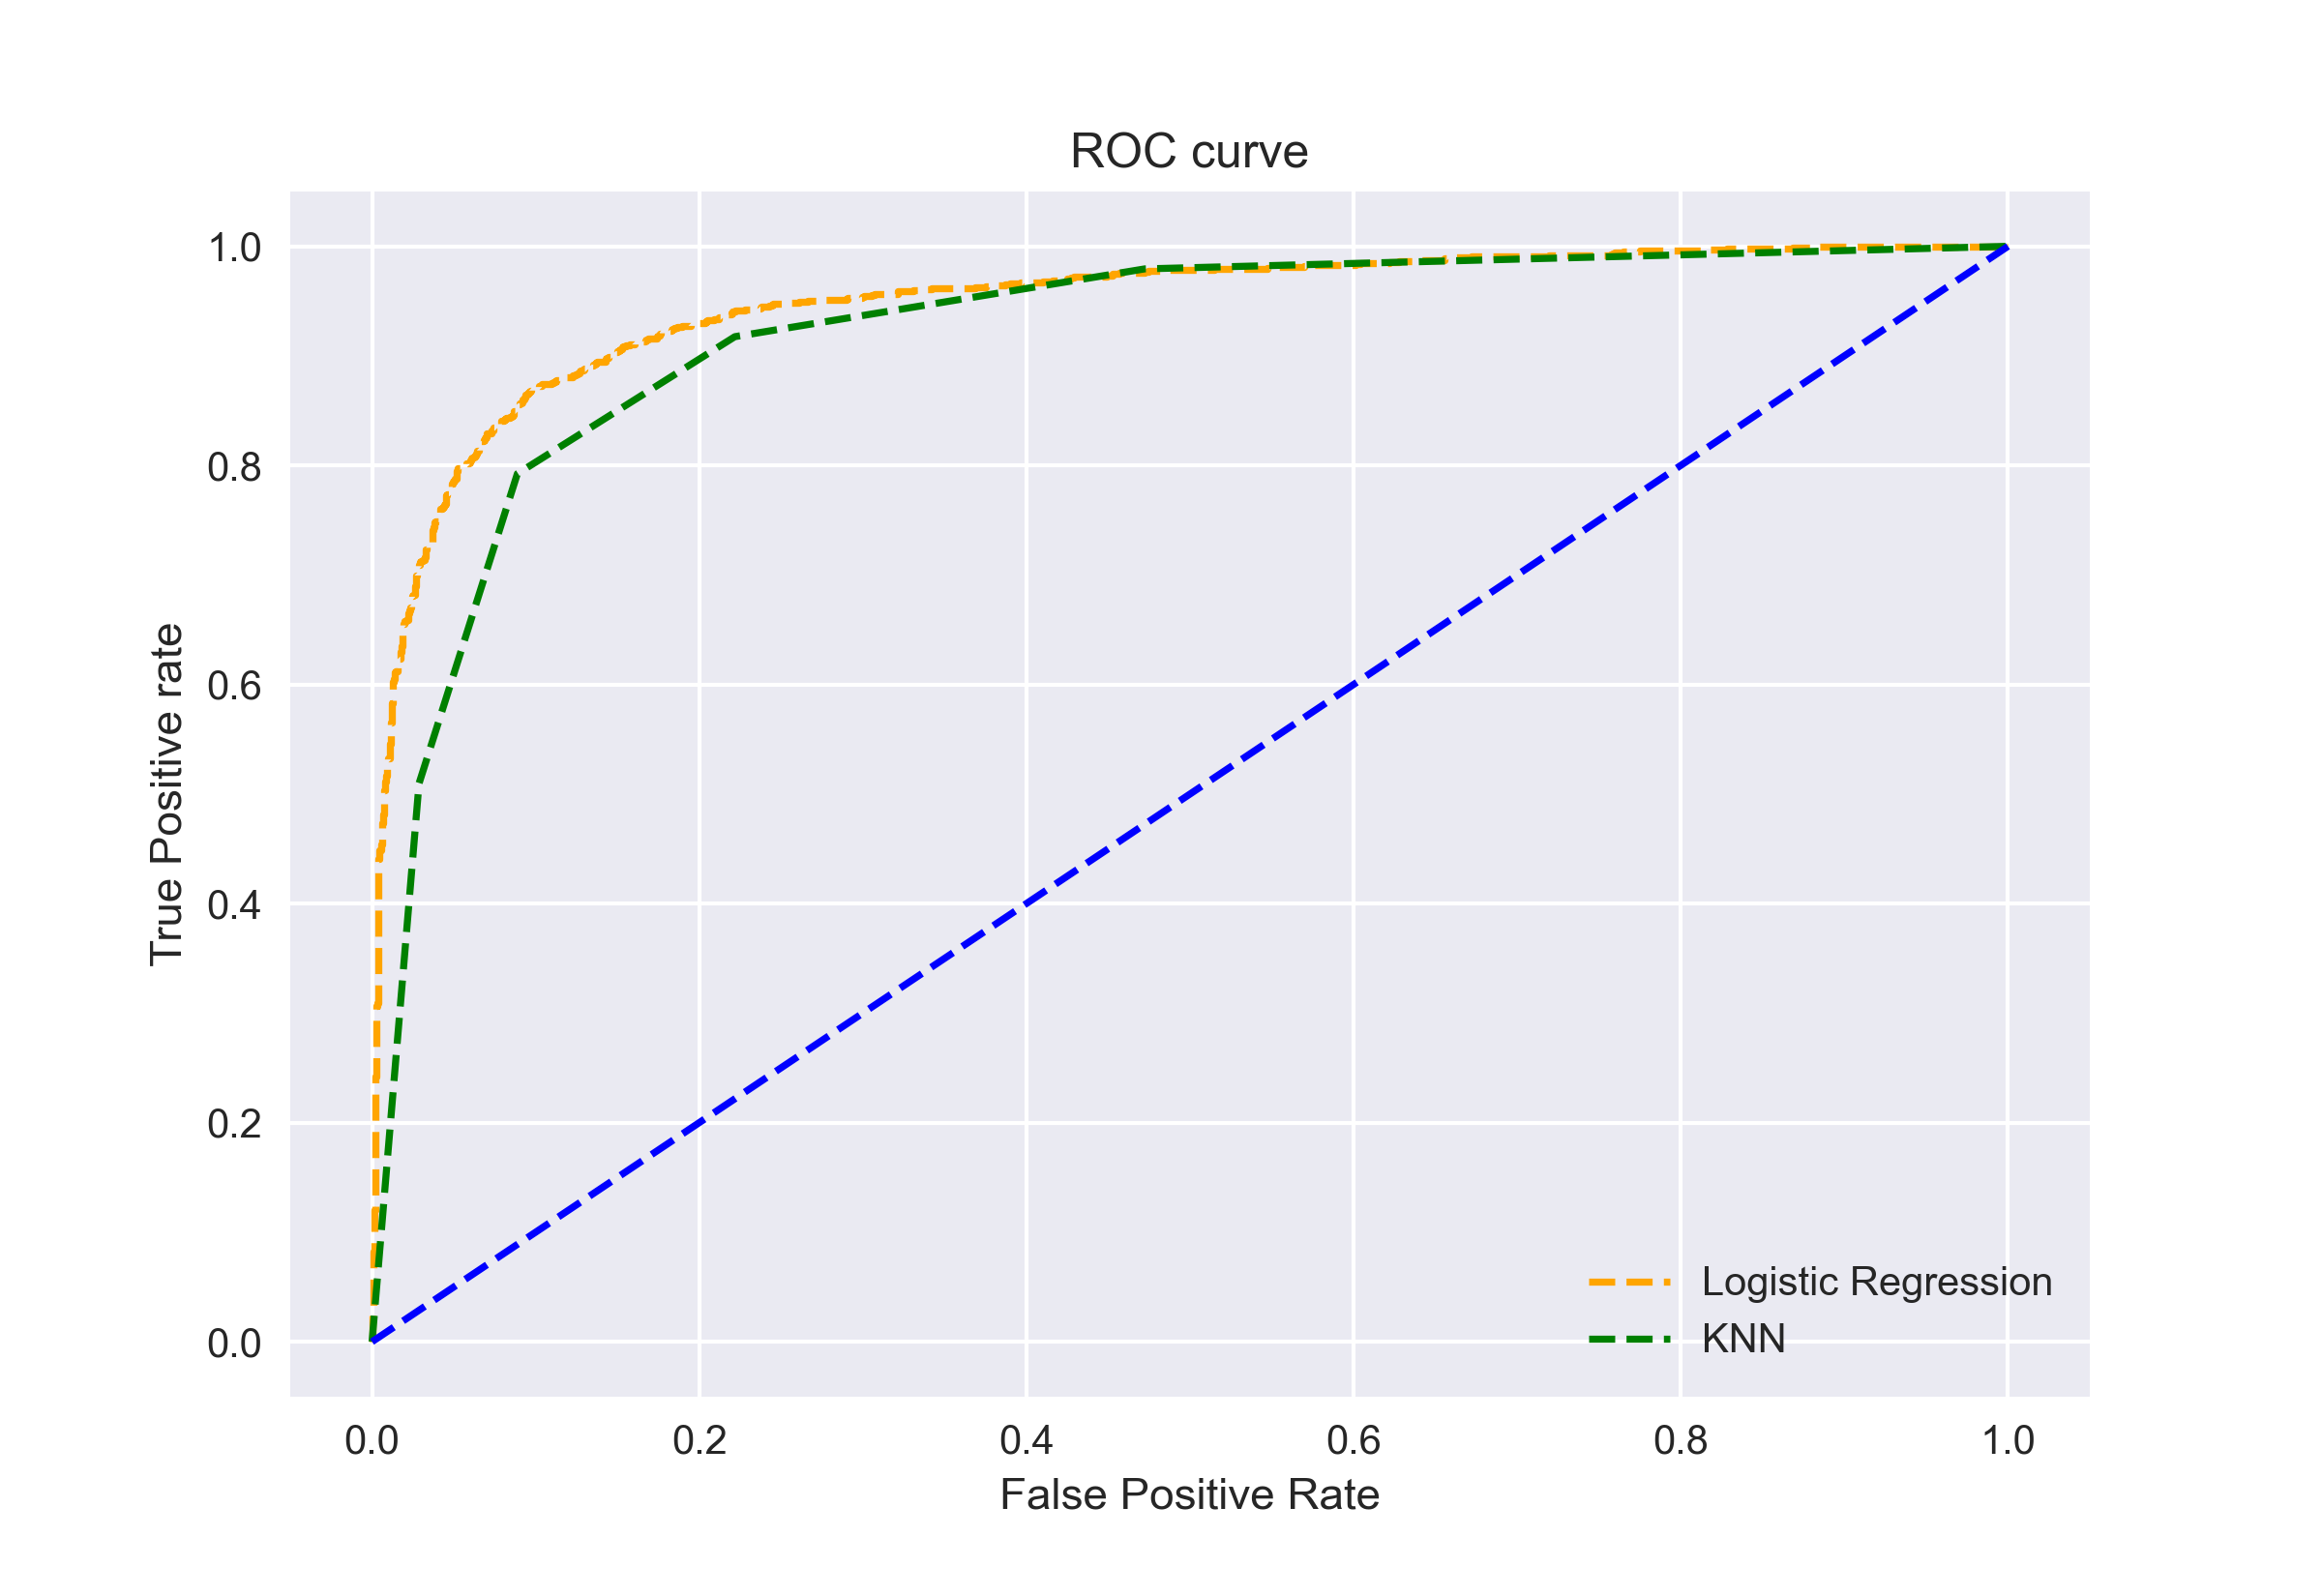 ROC curve
1.0
0.8
0.6
0.4
0.2
0.0
True Positive rate
Logistic Regression
KNN
0.0 0.2 0.4 0.6 0.8 1.0
False Positive Rate